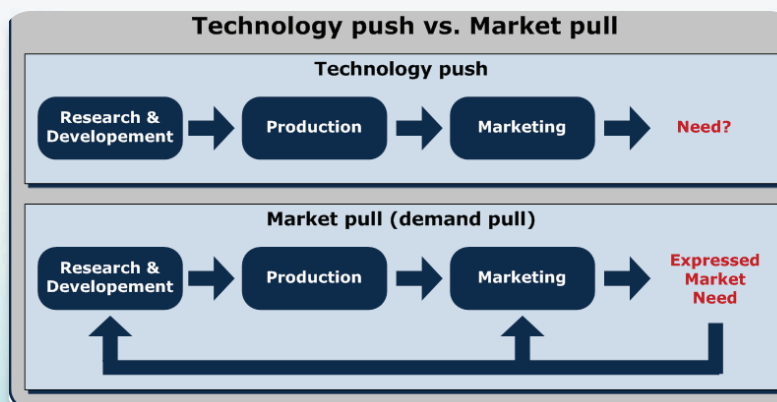 Technology push vs. Market pull
Technology push
Research &
Developement
Production
Marketing
Need?
Market pull (demand pull)
Research &
Developement
Production
Marketing
Expressed
Market
Need